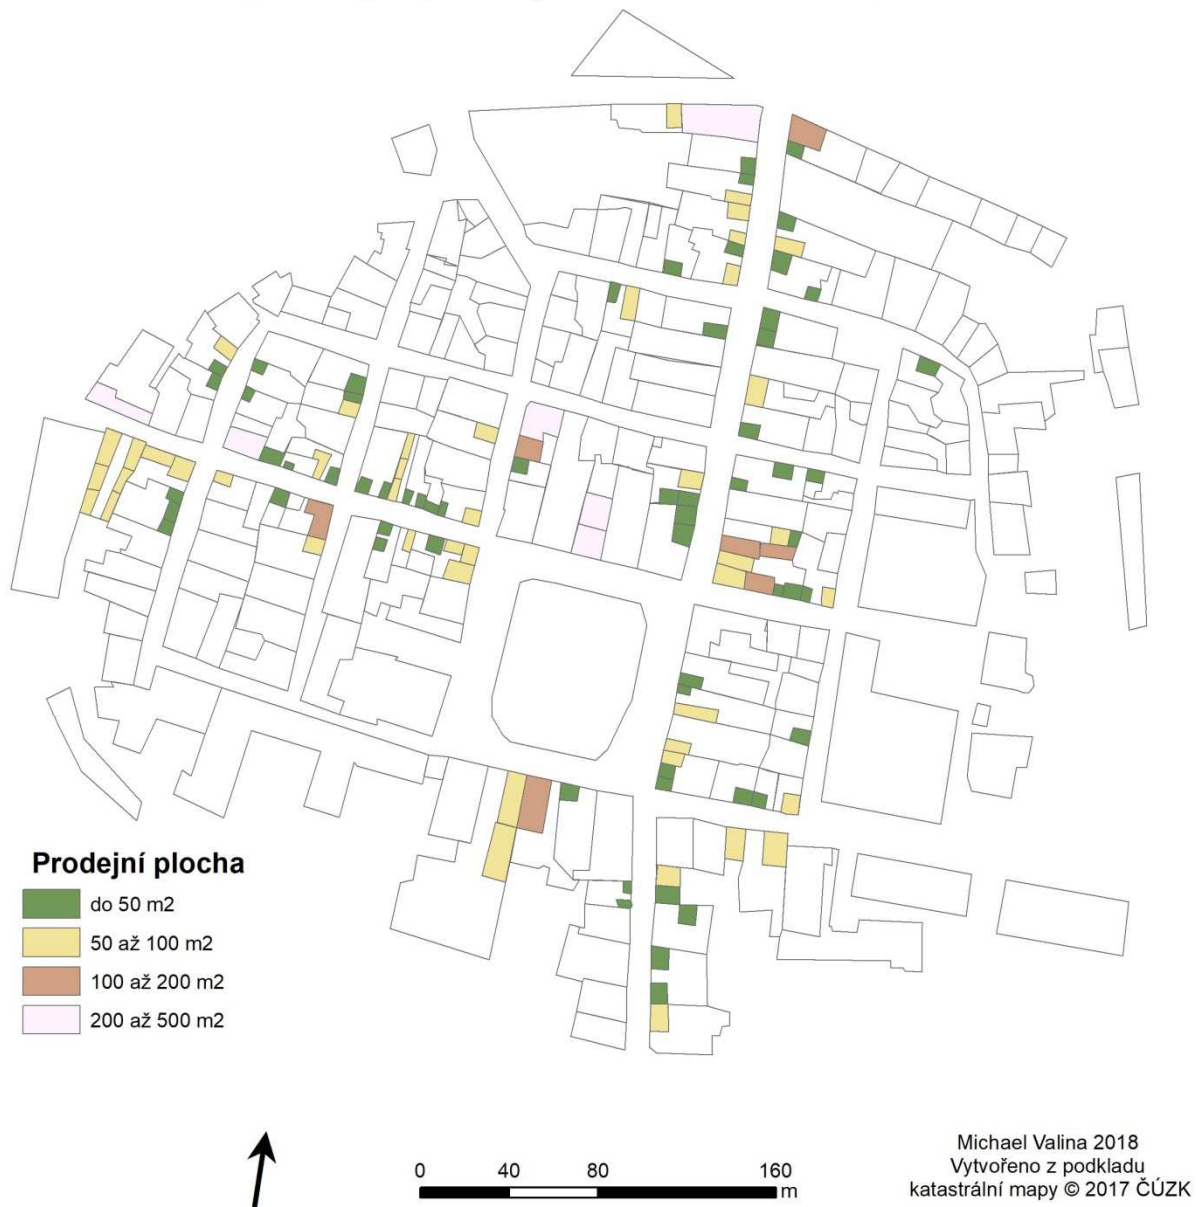 Prodejní plocha
do 50 m2
50 až 100 m2
100 až 200 m2
200 až 500 m2
0 40 80 160
m
Michael Valina 2018
Vytvořeno z podkladu
katastrální mapy © 2017 ČÚZK